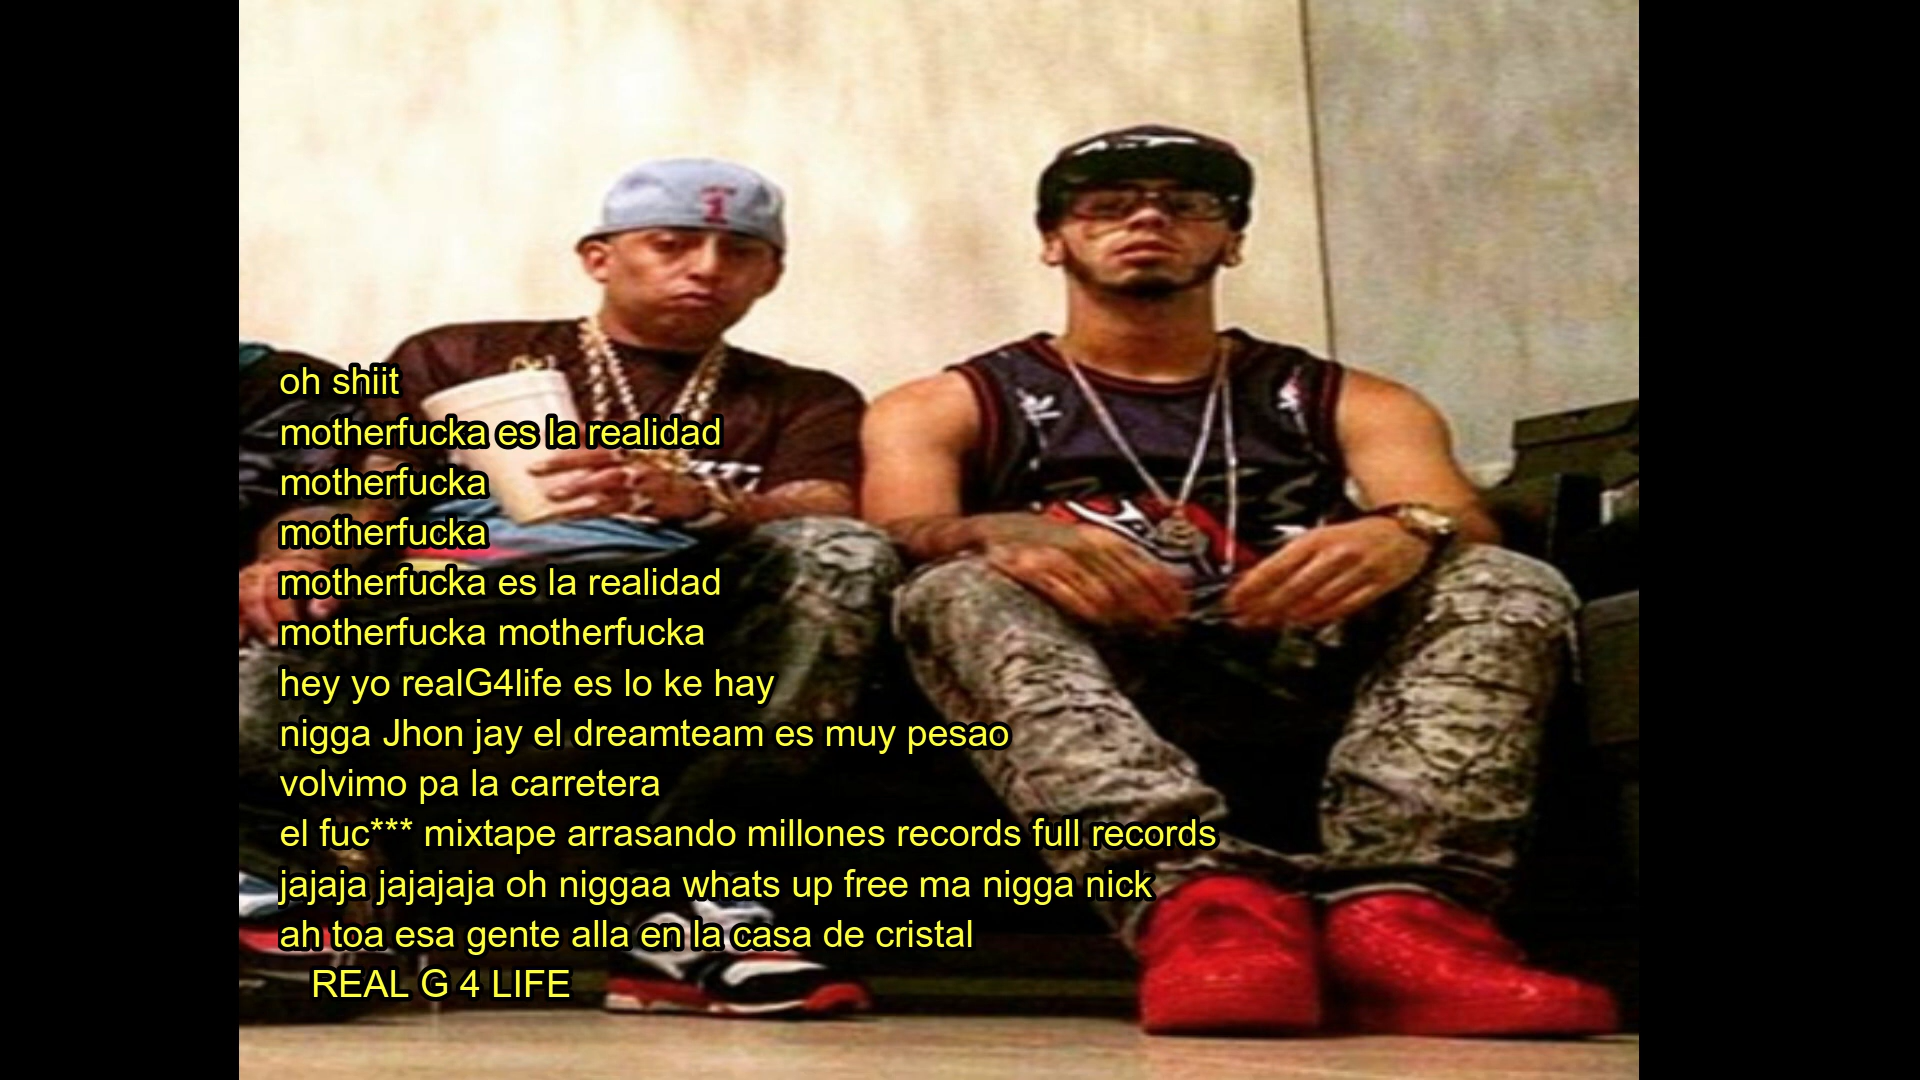 oh shiit
motherfucka es la realidad
motherfucka
motherfucka
motherfucka es la realidad
motherfucka motherfucka
hey yo realG4life es lo ke hay
nigga Jhon jay el dreamteam es muy pesao
volvimo pa la carretera
el fuc*** mixtape arrasando millones records full records
jajaja jajajaja oh niggaa whats up free ma nigga nick
ah toa esa gente alla en la casa de cristal
REAL G 4 LIFE